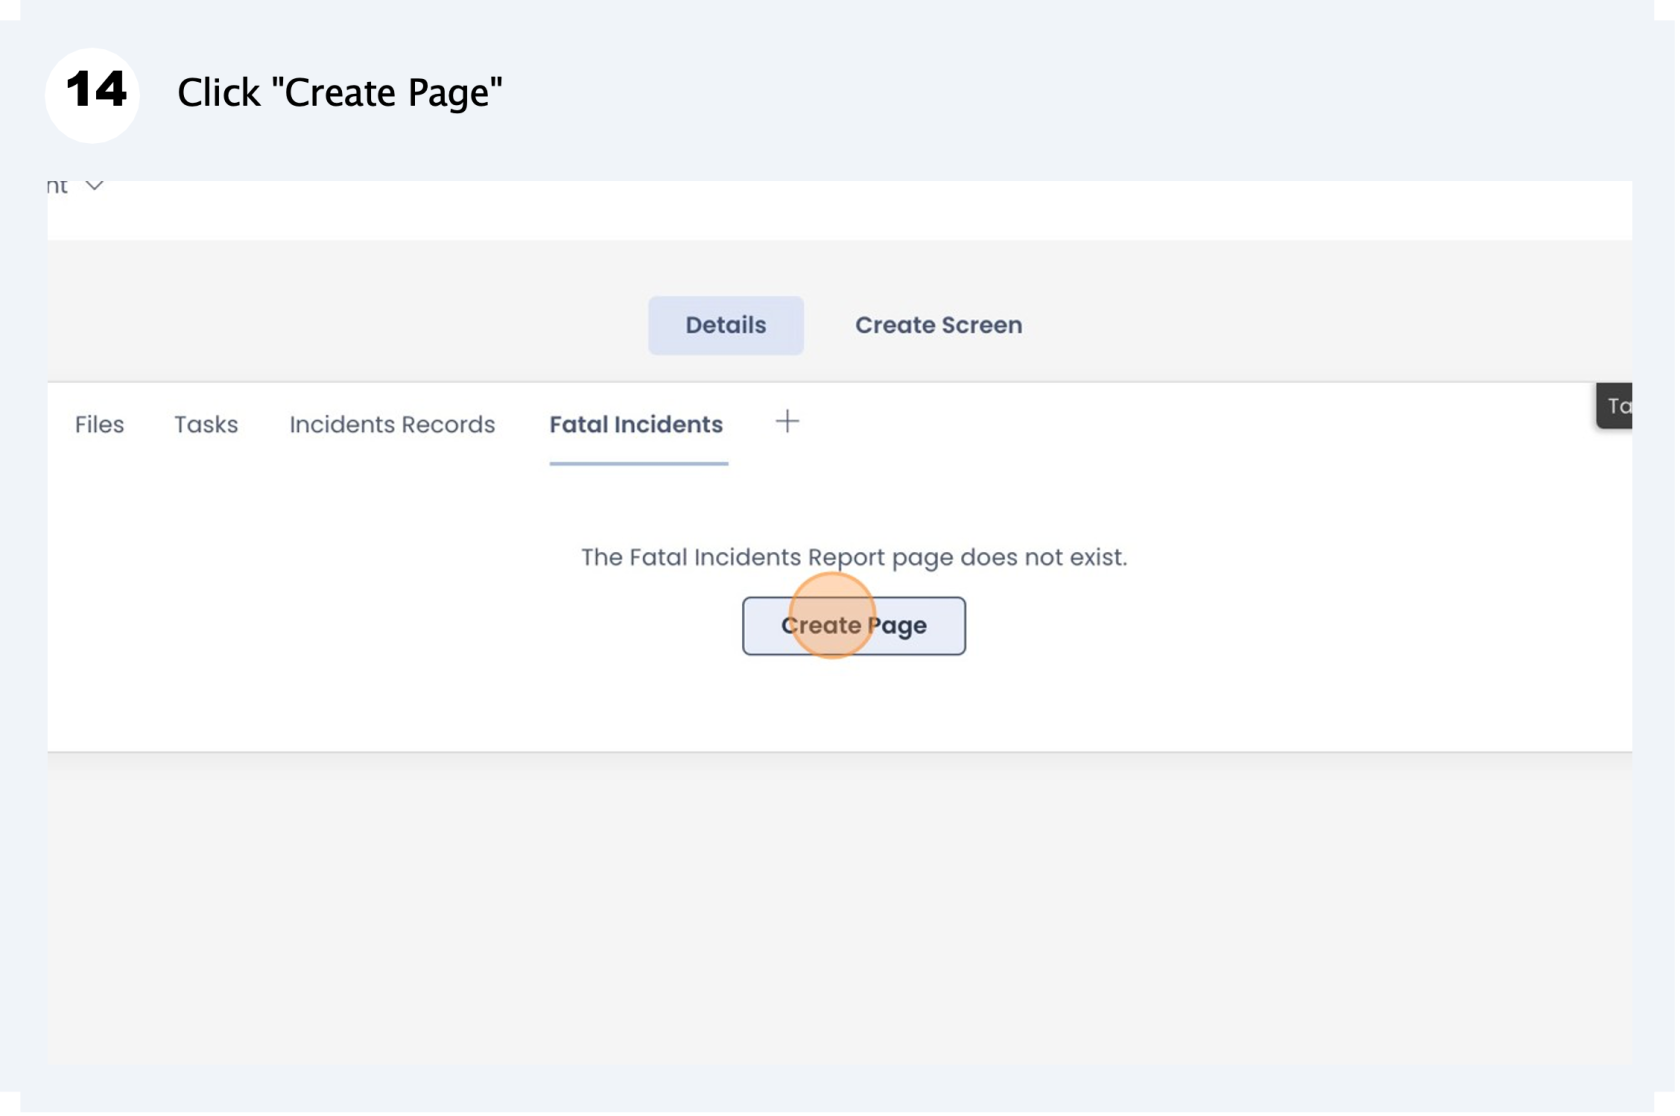 14 Click "Create Page"
nt
Details Create Screen
Files Tasks Incidents Records Fatal Incidents +
Ta
The Fatal Incidents Report page does not exist.
Create Page